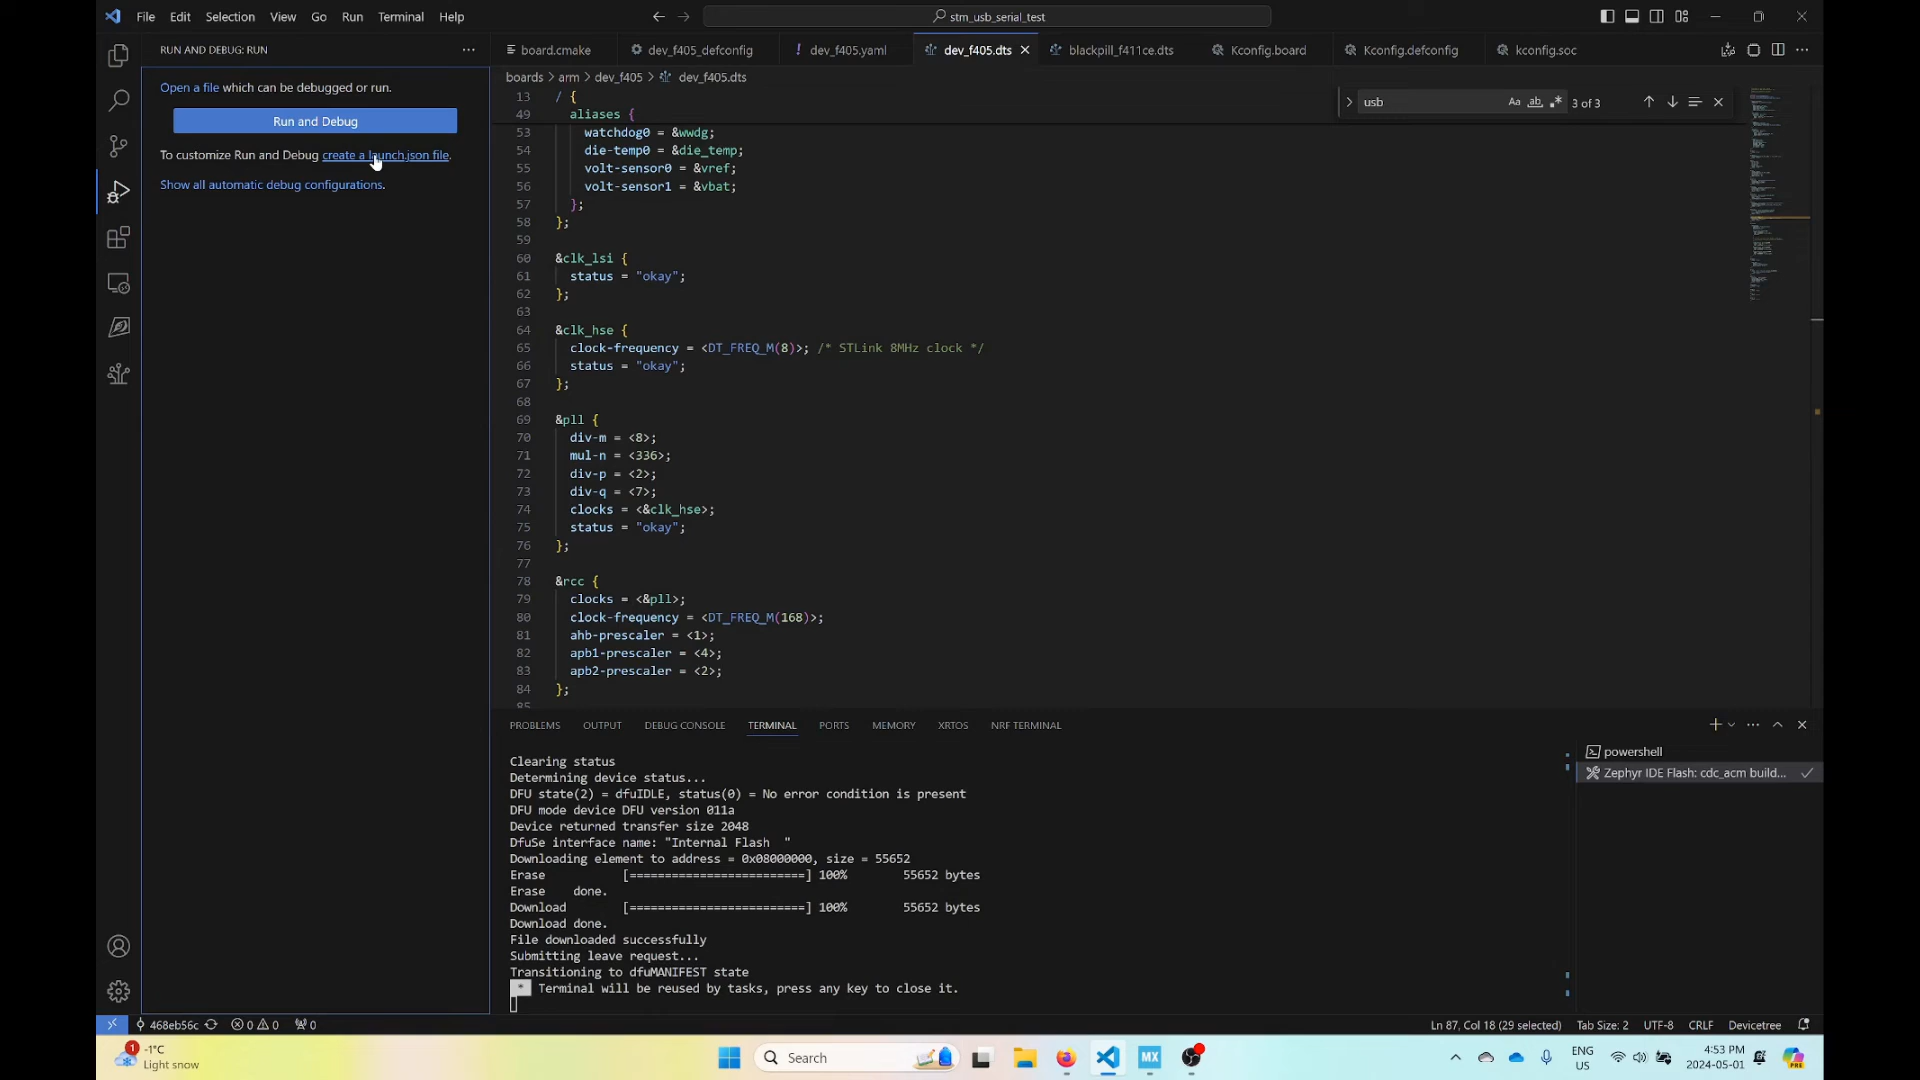 File Edit Selection View Go Run Terminal Help
stm_usb_serial_test
RUN AND DEBUG: RUN
Open a file which can be debugged or run.
Run and Debug
To customize Run and Debug create a launch.json file.
Show all automatic debug configurations.
board.cmake dev_f405_defconfig dev_f405.yaml dev_f405.dts blackpill_f411ce.dts Kconfig.board Kconfig.defconfig kconfig.soc
boards > arm > dev_f405 > dev_f405.dts
usb Aa ab .* 3 of 3
13 / {
49 aliases {
53 watchdog0 = &wwdg;
54 die-temp0 = &die_temp;
55 volt-sensor0 = &vref;
56 volt-sensor1 = &vbat;
57 };
58 };
59
60 &clk_lsi {
61 status = "okay";
62 };
63
64 &clk_hse {
65 clock-frequency = <DT_FREQ_M(8)>; /* STLink 8MHz clock */
66 status = "okay";
67 };
68
69 &pll {
70 div-m = <8>;
71 mul-n = <336>;
72 div-p = <2>;
73 div-q = <7>;
74 clocks = <&clk_hse>;
75 status = "okay";
76 };
77
78 &rcc {
79 clocks = <&pll>;
80 clock-frequency = <DT_FREQ_M(168)>;
81 ahb-prescaler = <1>;
82 apb1-prescaler = <4>;
83 apb2-prescaler = <2>;
84 };
85
PROBLEMS OUTPUT DEBUG CONSOLE TERMINAL PORTS MEMORY XRTOS NRF TERMINAL
powershell
Zephyr IDE Flash: cdc_acm build...
Clearing status
Determining device status...
DFU state(2) = dfuIDLE, status(0) = No error condition is present
DFU mode device DFU version 011a
Device returned transfer size 2048
DfuSe interface name: "Internal Flash "
Downloading element to address = 0x08000000, size = 55652
Erase [=========================] 100% 55652 bytes
Erase done.
Download [=========================] 100% 55652 bytes
Download done.
File downloaded successfully
Submitting leave request...
Transitioning to dfuMANIFEST state
* Terminal will be reused by tasks, press any key to close it.
468eb56c 0 0 0 Ln 87, Col 18 (29 selected) Tab Size: 2 UTF-8 CRLF Devicetree
1 -1°C
Light snow
Search
MX
ENG
US
4:53 PM
2024-05-01
PRE